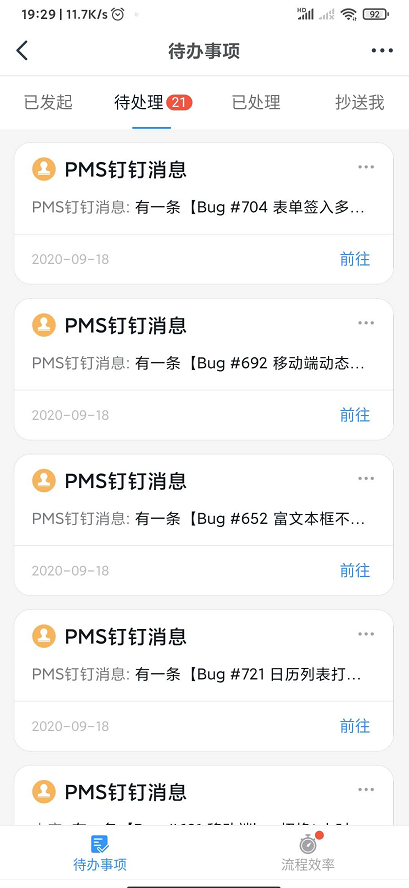 19:29 | 11.7K/s
HD
92
待办事项
已发起
待处理 21
已处理
抄送我
PMS钉钉消息
PMS钉钉消息: 有一条【Bug #704 表单签入多...
2020-09-18
前往
PMS钉钉消息
PMS钉钉消息: 有一条【Bug #692 移动端动态...
2020-09-18
前往
PMS钉钉消息
PMS钉钉消息: 有一条【Bug #652 富文本框不...
2020-09-18
前往
PMS钉钉消息
PMS钉钉消息: 有一条【Bug #721 日历列表打...
2020-09-18
前往
PMS钉钉消息
待办事项
流程效率